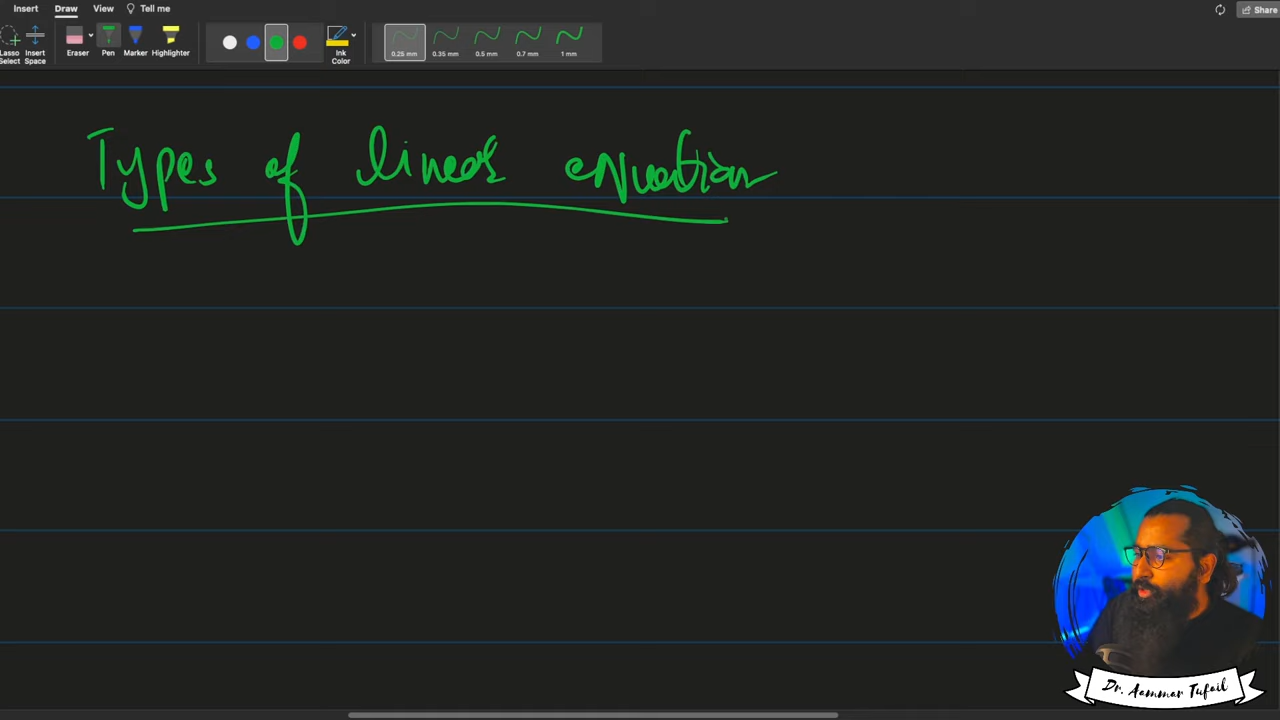 Insert Draw View Tell me
Share
Lasso Select
Insert Space
Eraser
Pen
Marker
Highlighter
Ink Color
0.25 mm
0.35 mm
0.5 mm
0.7 mm
1 mm
Types of linear equation
Dr. Aammar Tufail